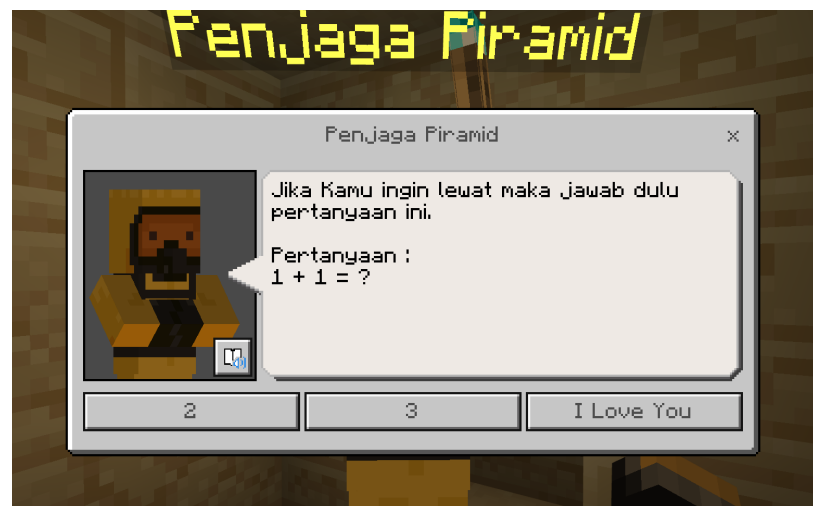 Penjaga Piramid
Penjaga Piramid
x
Jika Kamu ingin lewat maka jawab dulu
pertanyaan ini.
Pertanyaan :
1 + 1 = ?
2
3
I Love You